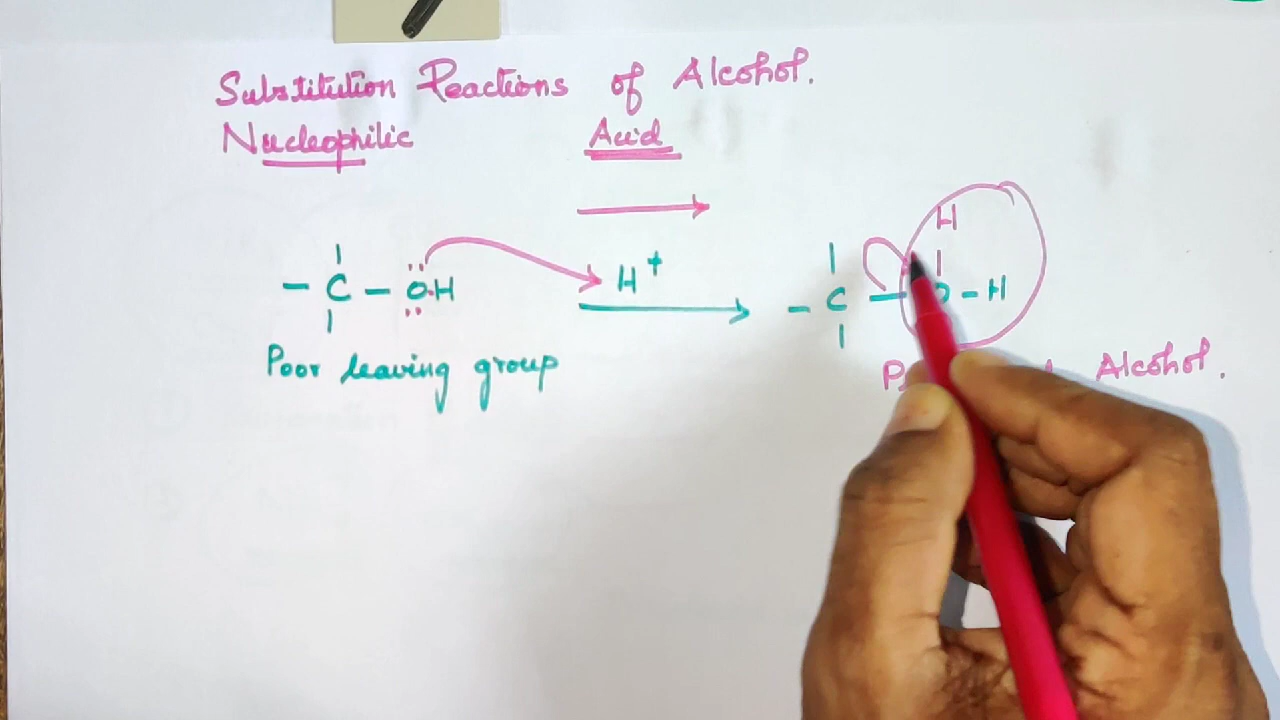 Substitution Reactions of Alcohol.
Nucleophilic Acid
H
– C – OH H+ – C – O – H
Poor leaving group
Alcohol.